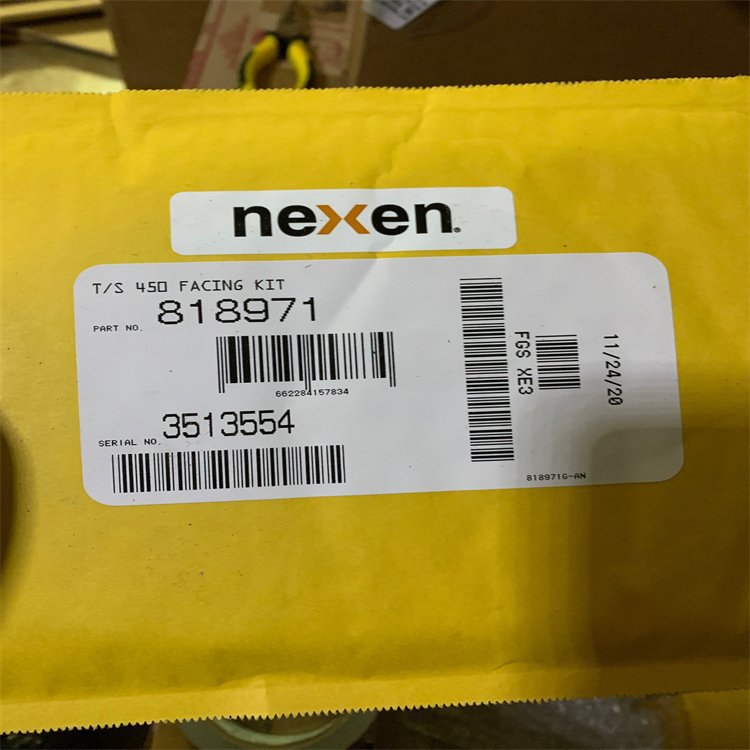 nexen.
T/S 450 FACING KIT
PART NO. 818971
662284157834
SERIAL NO. 3513554
FGS XE3
11/24/20
818971G-AN